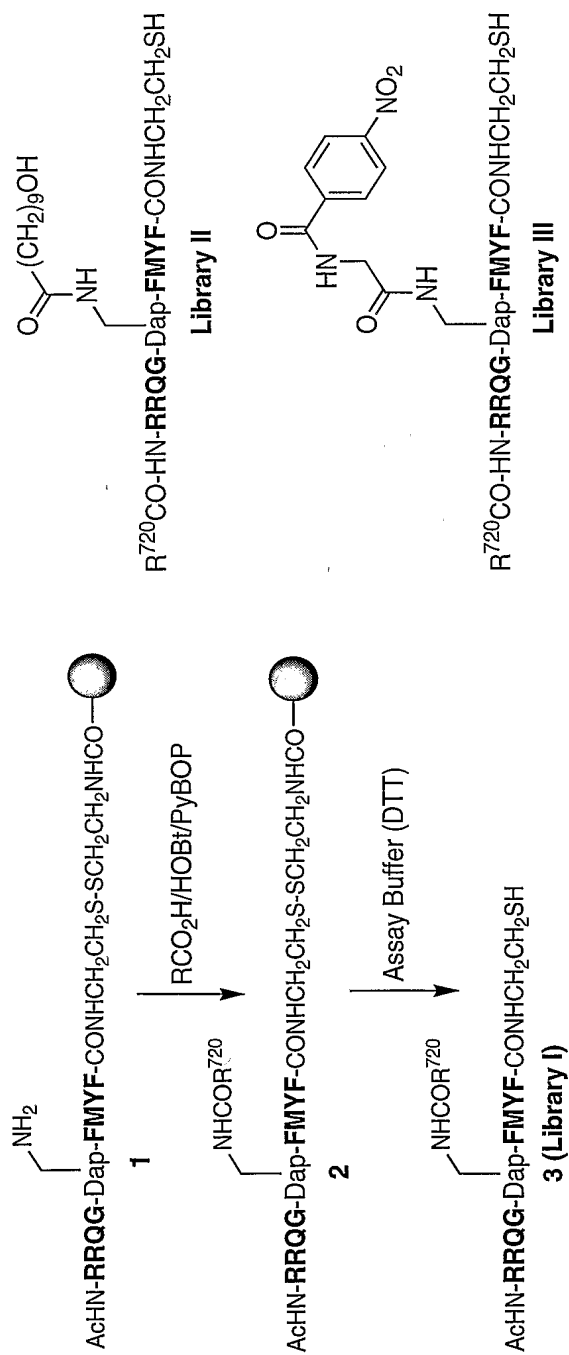 NH₂
AcHN-RRQG-Dap-FMYF-CONHCH₂CH₂S-SCH₂CH₂NHCO
1
RCO₂H/HOBt/PyBOP
NHCOR⁷²⁰
AcHN-RRQG-Dap-FMYF-CONHCH₂CH₂S-SCH₂CH₂NHCO
2
Assay Buffer (DTT)
NHCOR⁷²⁰
AcHN-RRQG-Dap-FMYF-CONHCH₂CH₂SH
3 (Library I)
O
(CH₂)₉OH
NH
R⁷²⁰CO-HN-RRQG-Dap-FMYF-CONHCH₂CH₂SH
Library II
O
NO₂
HN
O
NH
R⁷²⁰CO-HN-RRQG-Dap-FMYF-CONHCH₂CH₂SH
Library III